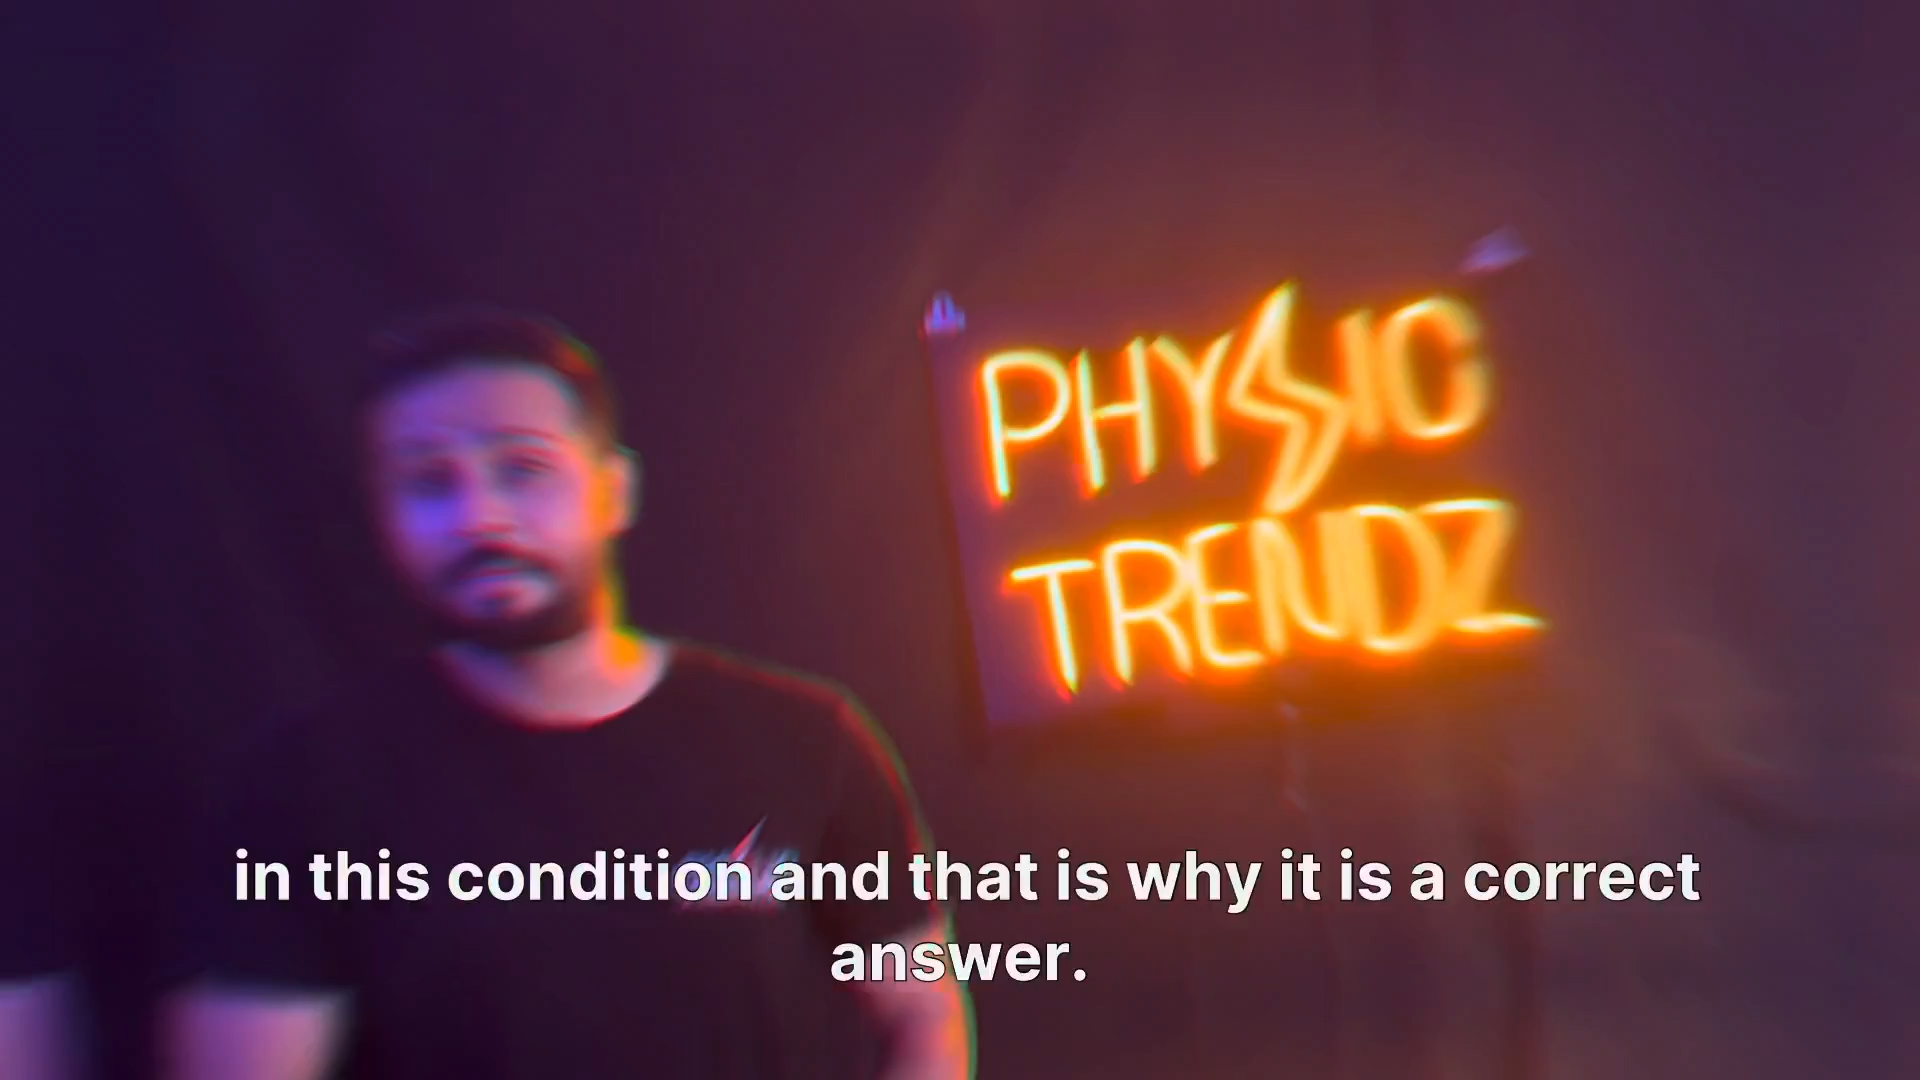 PHYSIC
TRENDZ
in this condition and that is why it is a correct
answer.